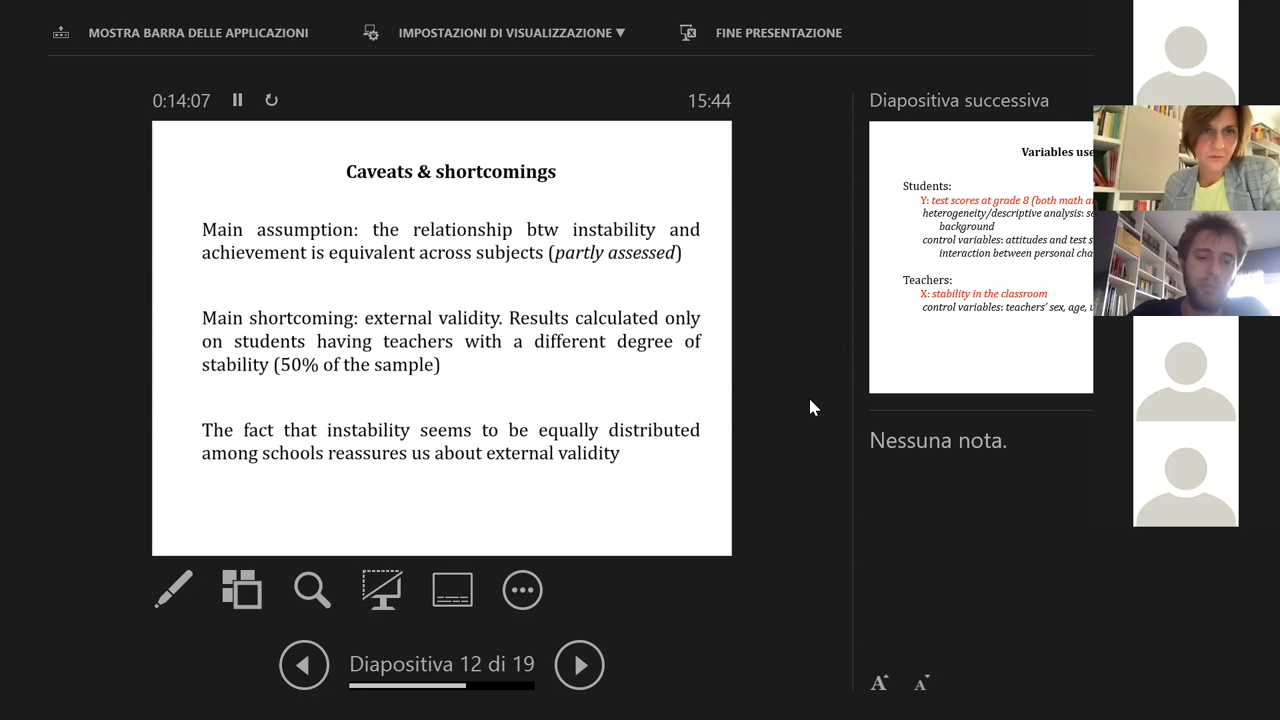 MOSTRA BARRA DELLE APPLICAZIONI
IMPOSTAZIONI DI VISUALIZZAZIONE ▼
FINE PRESENTAZIONE
0:14:07
15:44
Caveats & shortcomings
Main assumption: the relationship btw instability and
achievement is equivalent across subjects (partly assessed)
Main shortcoming: external validity. Results calculated only
on students having teachers with a different degree of
stability (50% of the sample)
The fact that instability seems to be equally distributed
among schools reassures us about external validity
Diapositiva 12 di 19
Diapositiva successiva
Variables use
Students:
Y: test scores at grade 8 (both math a
heterogeneity/descriptive analysis: se
background
control variables: attitudes and test s
interaction between personal cha
Teachers:
X: stability in the classroom
control variables: teachers' sex, age, u
Nessuna nota.
A A